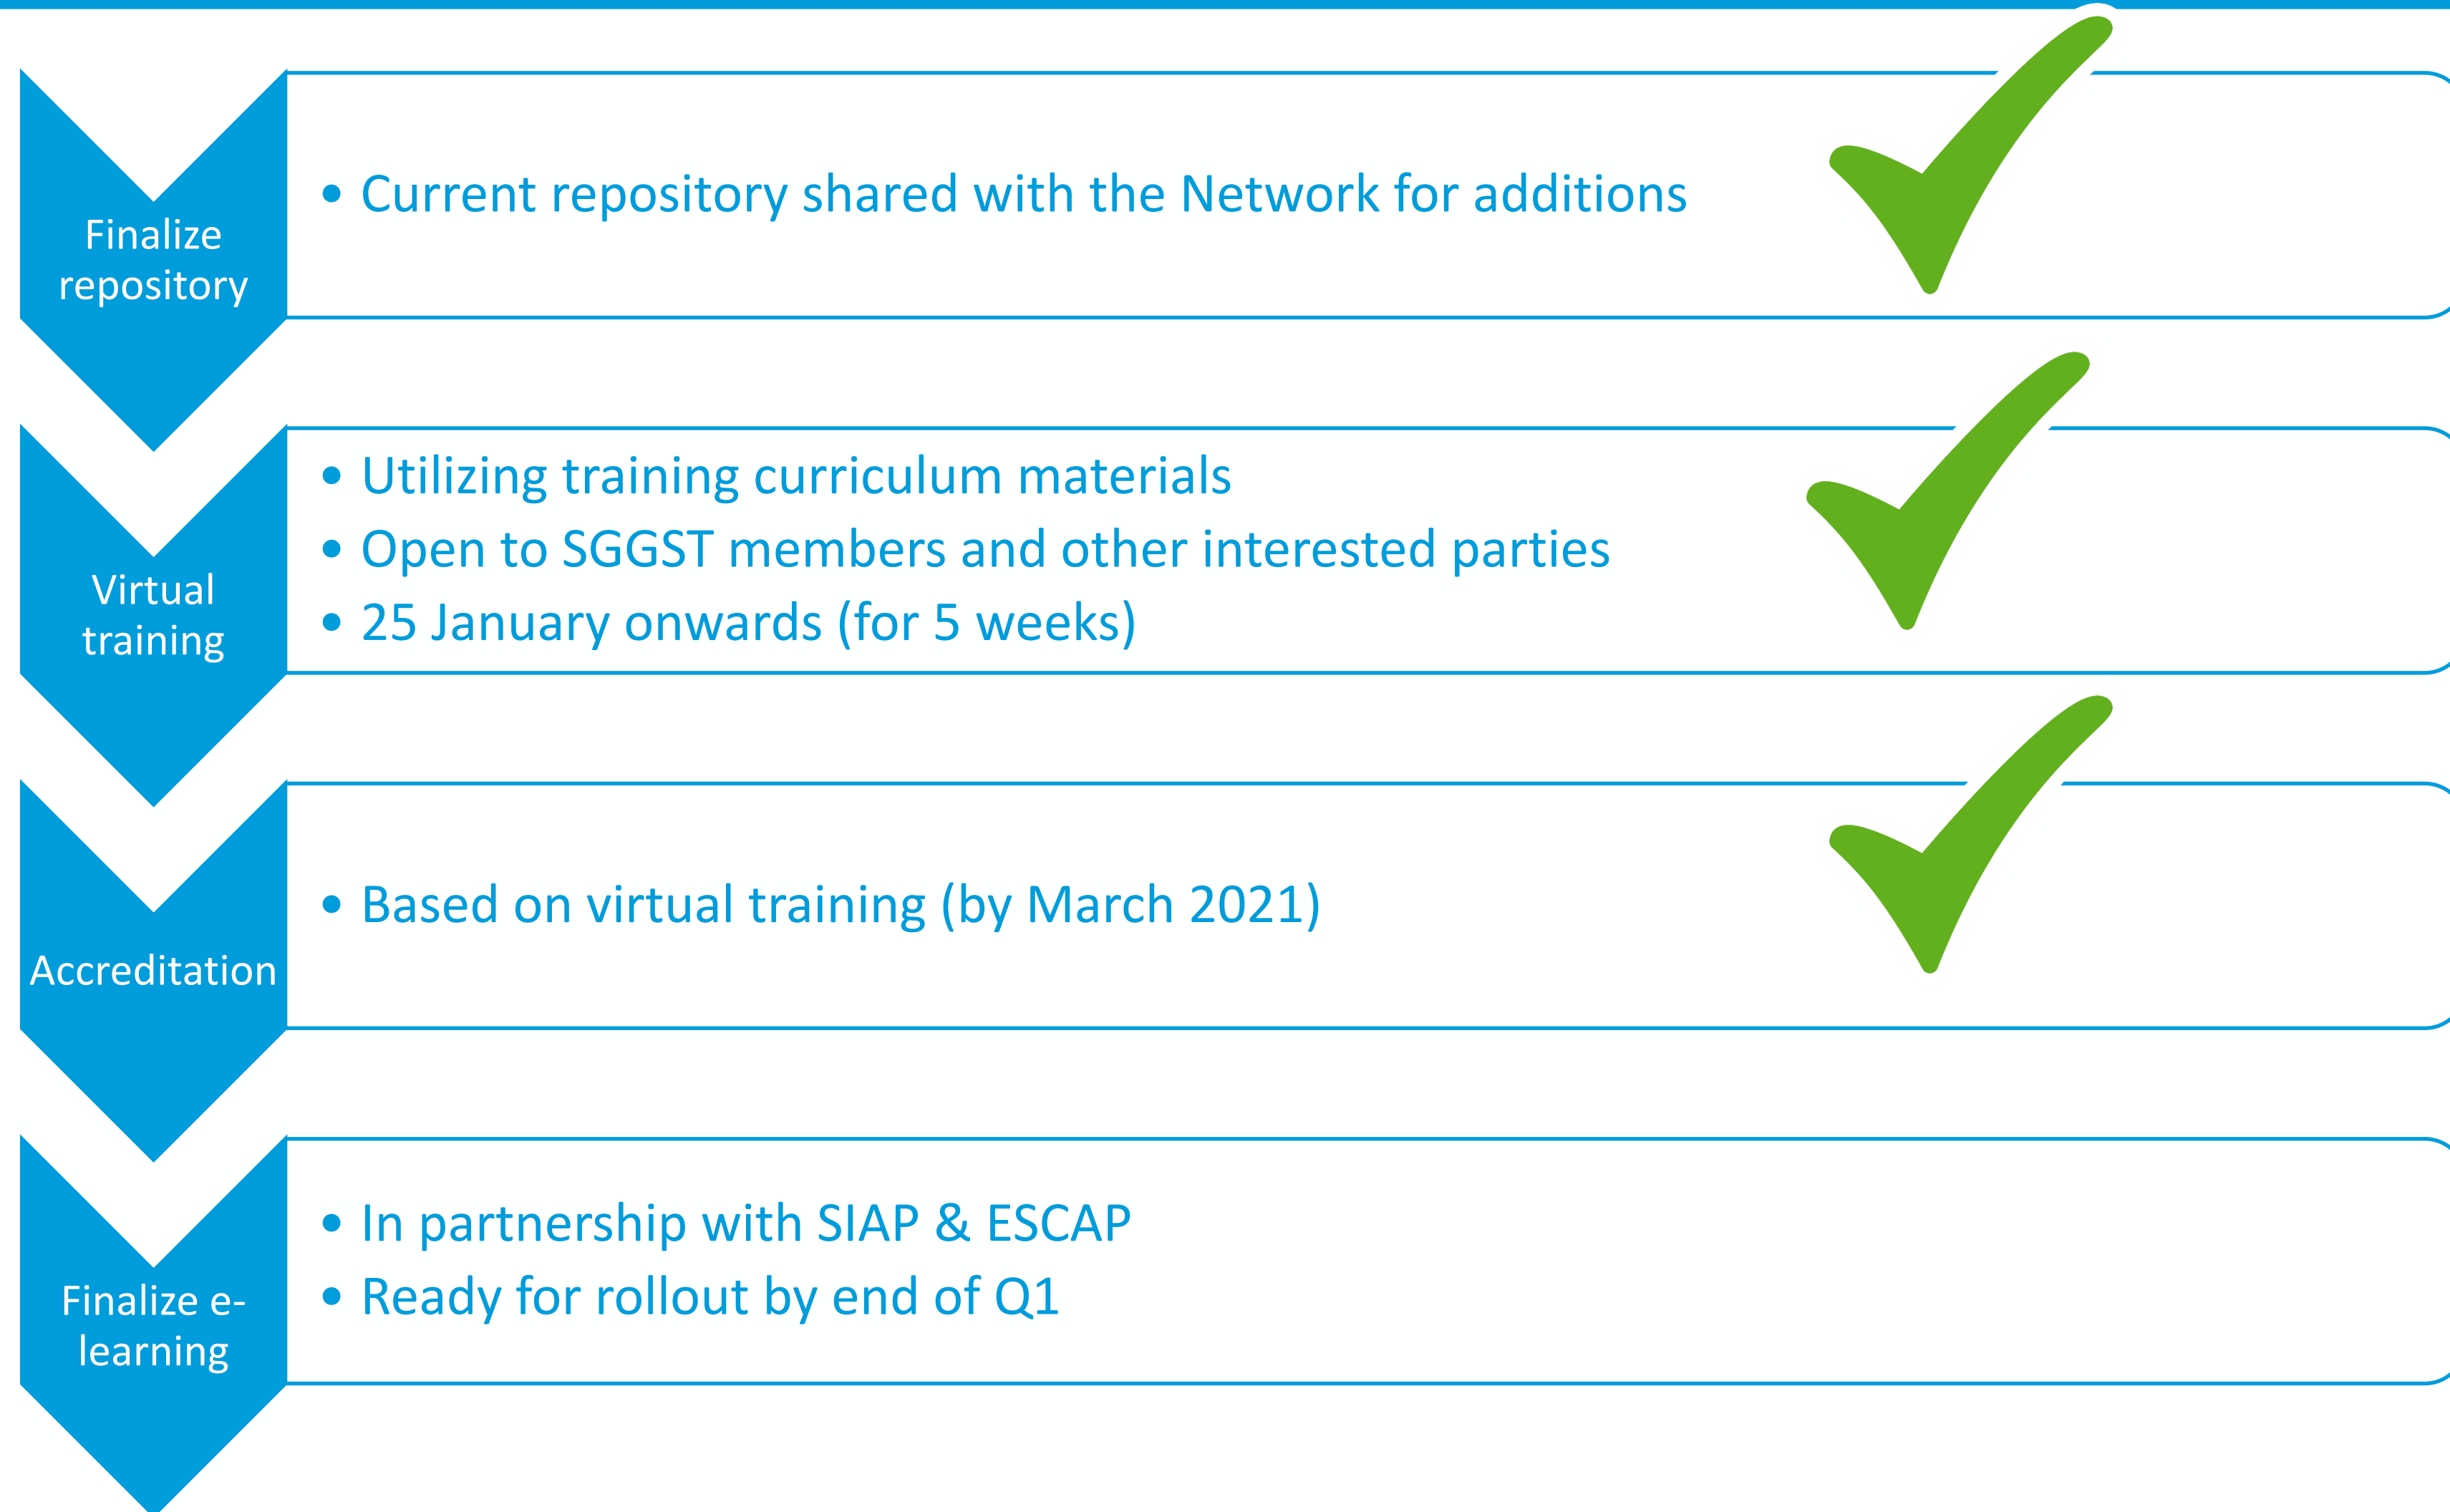 Finalize
repository
• Current repository shared with the Network for additions
Virtual
training
• Utilizing training curriculum materials
• Open to SGGST members and other interested parties
• 25 January onwards (for 5 weeks)
Accreditation
• Based on virtual training (by March 2021)
Finalize e-
learning
• In partnership with SIAP & ESCAP
• Ready for rollout by end of Q1